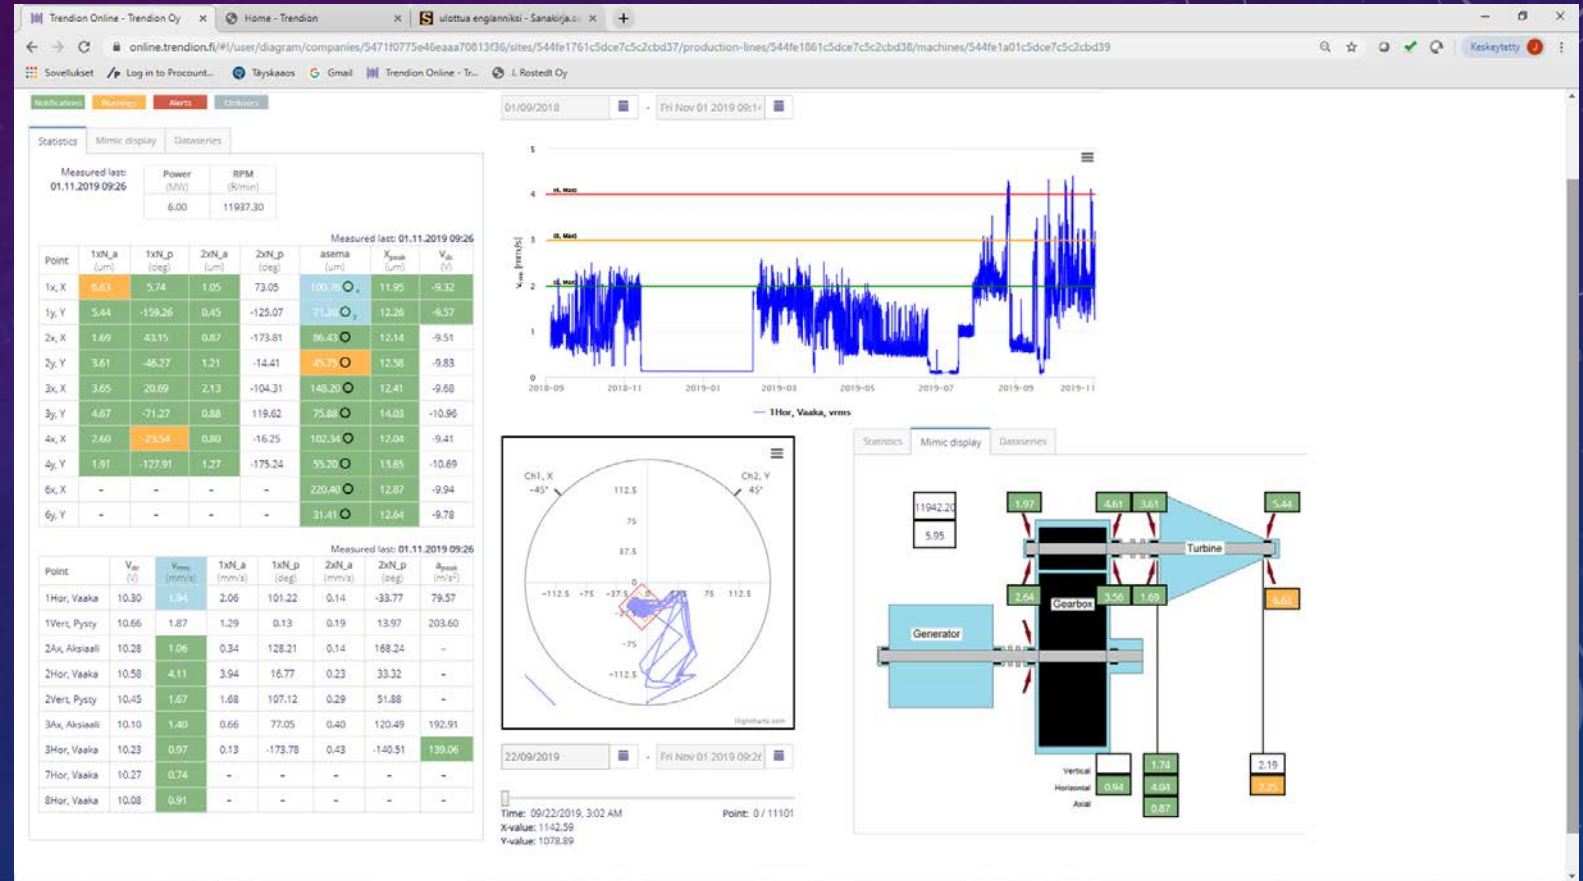 Trendion Online - Trendion Oy
Home - Trendion
ulottua englanniksi - Sanakirja.o
online.trendion.fi/#!/user/diagram/companies/5471f0775e46eaaa70813f36/sites/544fe1761c5dce7c5c2cbd37/production-lines/544fe1861c5dce7c5c2cbd38/machines/544fe1a01c5dce7c5c2cbd39
Keskeytetty
Sovellukset
Log in to Procount...
Täyskaaos
Gmail
Trendion Online - Tr...
J. Rostedt Oy
Notifications Warnings Alerts
Statistics Mimic display Dataseries
Measured last:
01.11.2019 09:26
Power (MW) RPM (R/min)
6.00 11937.30
Measured last: 01.11.2019 09:26
Point 1xN_a (um) 1xN_p (deg) 2xN_a (um) 2xN_p (deg) asema (um) Xpeak (um) Vdc (V)
1x, X 6.63 5.74 1.05 73.05 100.76 x 11.95 -9.32
1y, Y 5.44 -159.26 0.45 -125.07 y 12.26 -9.57
2x, X 1.69 43.15 0.87 -173.81 86.43 12.14 -9.51
2y, Y 3.61 -46.27 1.21 -14.41 45.75 12.58 -9.83
3x, X 3.65 20.69 2.13 -104.31 148.20 12.41 -9.68
3y, Y 4.67 -71.27 0.88 119.62 75.88 14.03 -10.96
4x, X 2.60 -23.54 0.80 -16.25 102.34 12.04 -9.41
4y, Y 1.91 -127.91 1.27 -175.24 55.20 13.65 -10.69
6x, X - - - - 220.40 12.87 -9.94
6y, Y - - - - 31.41 12.64 -9.78
Measured last: 01.11.2019 09:26
Point Vdc (V) Vrms (mm/s) 1xN_a (mm/s) 1xN_p (deg) 2xN_a (mm/s) 2xN_p (deg) apeak (m/s²)
1Hor, Vaaka 10.30 1.94 2.06 101.22 0.14 -33.77 79.57
1Vert, Pysty 10.66 1.87 1.29 0.13 0.19 13.97 203.60
2Ax, Aksiaali 10.28 1.06 0.34 128.21 0.14 168.24 -
2Hor, Vaaka 10.58 4.11 3.94 16.77 0.23 33.32 -
2Vert, Pysty 10.45 1.67 1.68 107.12 0.29 51.88 -
3Ax, Aksiaali 10.10 1.40 0.66 77.05 0.40 120.49 192.91
3Hor, Vaaka 10.23 0.97 0.13 -173.78 0.43 -140.51 139.06
7Hor, Vaaka 10.27 0.74 - - - - -
8Hor, Vaaka 10.08 0.91 - - - - -
01/09/2018 - Fri Nov 01 2019 09:14
5
4
3
2
1
0
Vrms [mm/s]
2018-09 2018-11 2019-01 2019-03 2019-05 2019-07 2019-09 2019-11
1Hor, Vaaka, vrms
Ch1, X
-45°
Ch2, Y
45°
112.5
75
37.5
0
-112.5 -75 -37.5 75 112.5
-75
-112.5
Highcharts.com
22/09/2019 - Fri Nov 01 2019 09:26
Time: 09/22/2019, 3:02 AM
Point: 0 / 11101
X-value: 1142.59
Y-value: 1078.89
Statistics Mimic display Dataseries
11942.20
5.95
1.97 4.61 3.61 5.44
Turbine
2.64 3.56 1.69 6.63
Gearbox
Generator
Vertical 1.74 2.19
Horizontal 0.94 4.04 2.25
Axial 0.87